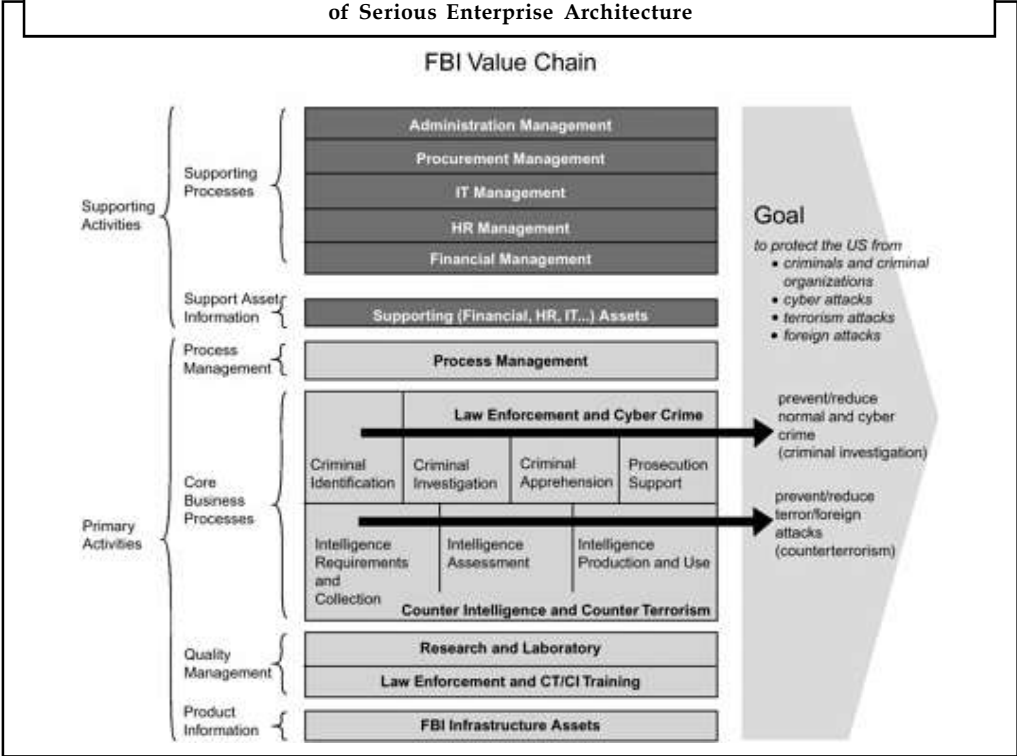 of Serious Enterprise Architecture
FBI Value Chain
Supporting
Activities
Supporting
Processes
Administration Management
Procurement Management
IT Management
HR Management
Financial Management
Support Asset
Information
Supporting (Financial, HR, IT...) Assets
Primary
Activities
Process
Management
Process Management
Core
Business
Processes
Law Enforcement and Cyber Crime
Criminal
Identification
Criminal
Investigation
Criminal
Apprehension
Prosecution
Support
Intelligence
Requirements
and
Collection
Intelligence
Assessment
Intelligence
Production and Use
Counter Intelligence and Counter Terrorism
Quality
Management
Research and Laboratory
Law Enforcement and CT/CI Training
Product
Information
FBI Infrastructure Assets
Goal
to protect the US from
• criminals and criminal
organizations
• cyber attacks
• terrorism attacks
• foreign attacks
prevent/reduce
normal and cyber
crime
(criminal investigation)
prevent/reduce
terror/foreign
attacks
(counterterrorism)